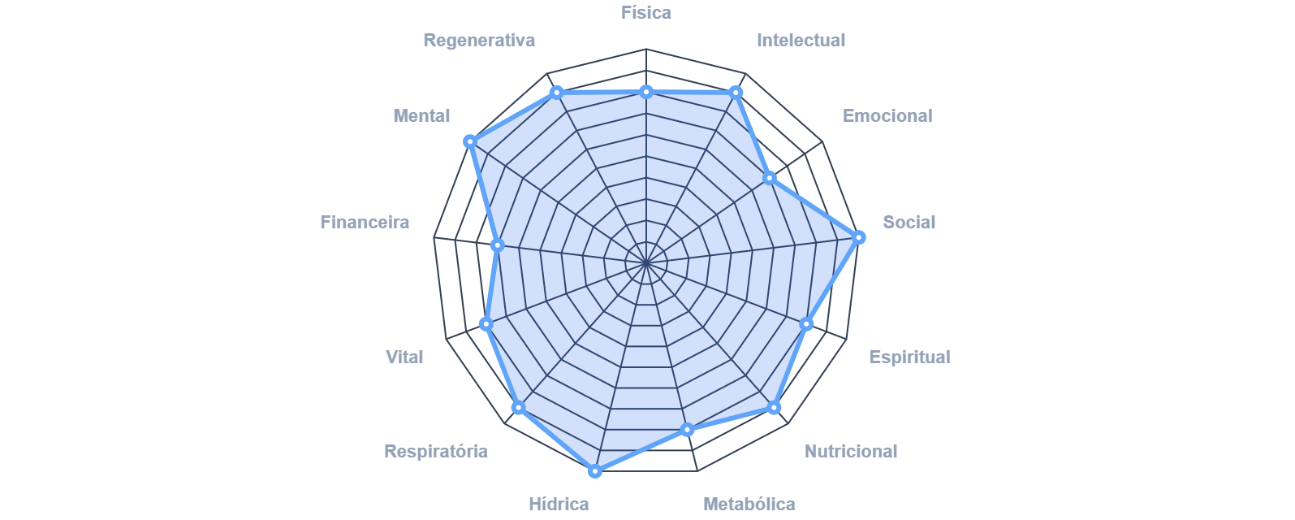 Física
Regenerativa
Intelectual
Mental
Emocional
Financeira
Social
Vital
Espiritual
Respiratória
Nutricional
Hídrica
Metabólica